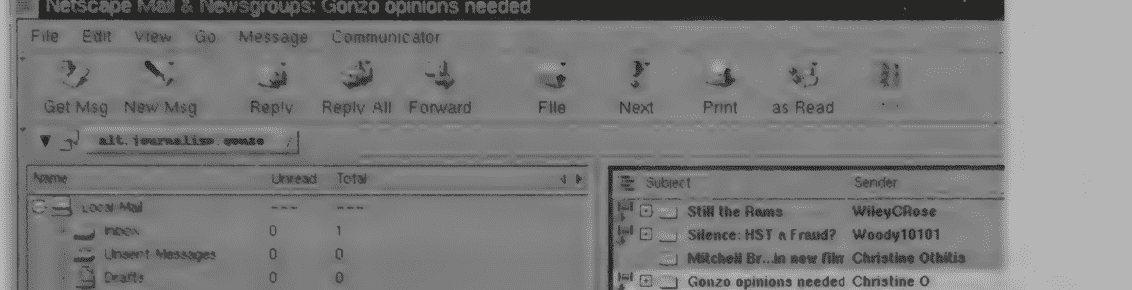 Netscape Mail & Newsgroups: Gonzo opinions needed
File Edit View Go Message Communicator
Get Msg New Msg Reply Reply All Forward File Next Print as Read
alt.journalism.gonzo
Name Unread Total
Subject Sender
Local Mail --- ---
Inbox 0 1
Unsent Messages 0 0
Drafts 0 0
Still the Rams WileyCRose
Silence: HST a Fraud? Woody10101
Mitchell Br...in new film Christine Othitis
Gonzo opinions needed Christine O